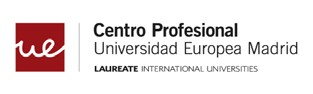 ue
Centro Profesional
Universidad Europea Madrid
LAUREATE INTERNATIONAL UNIVERSITIES